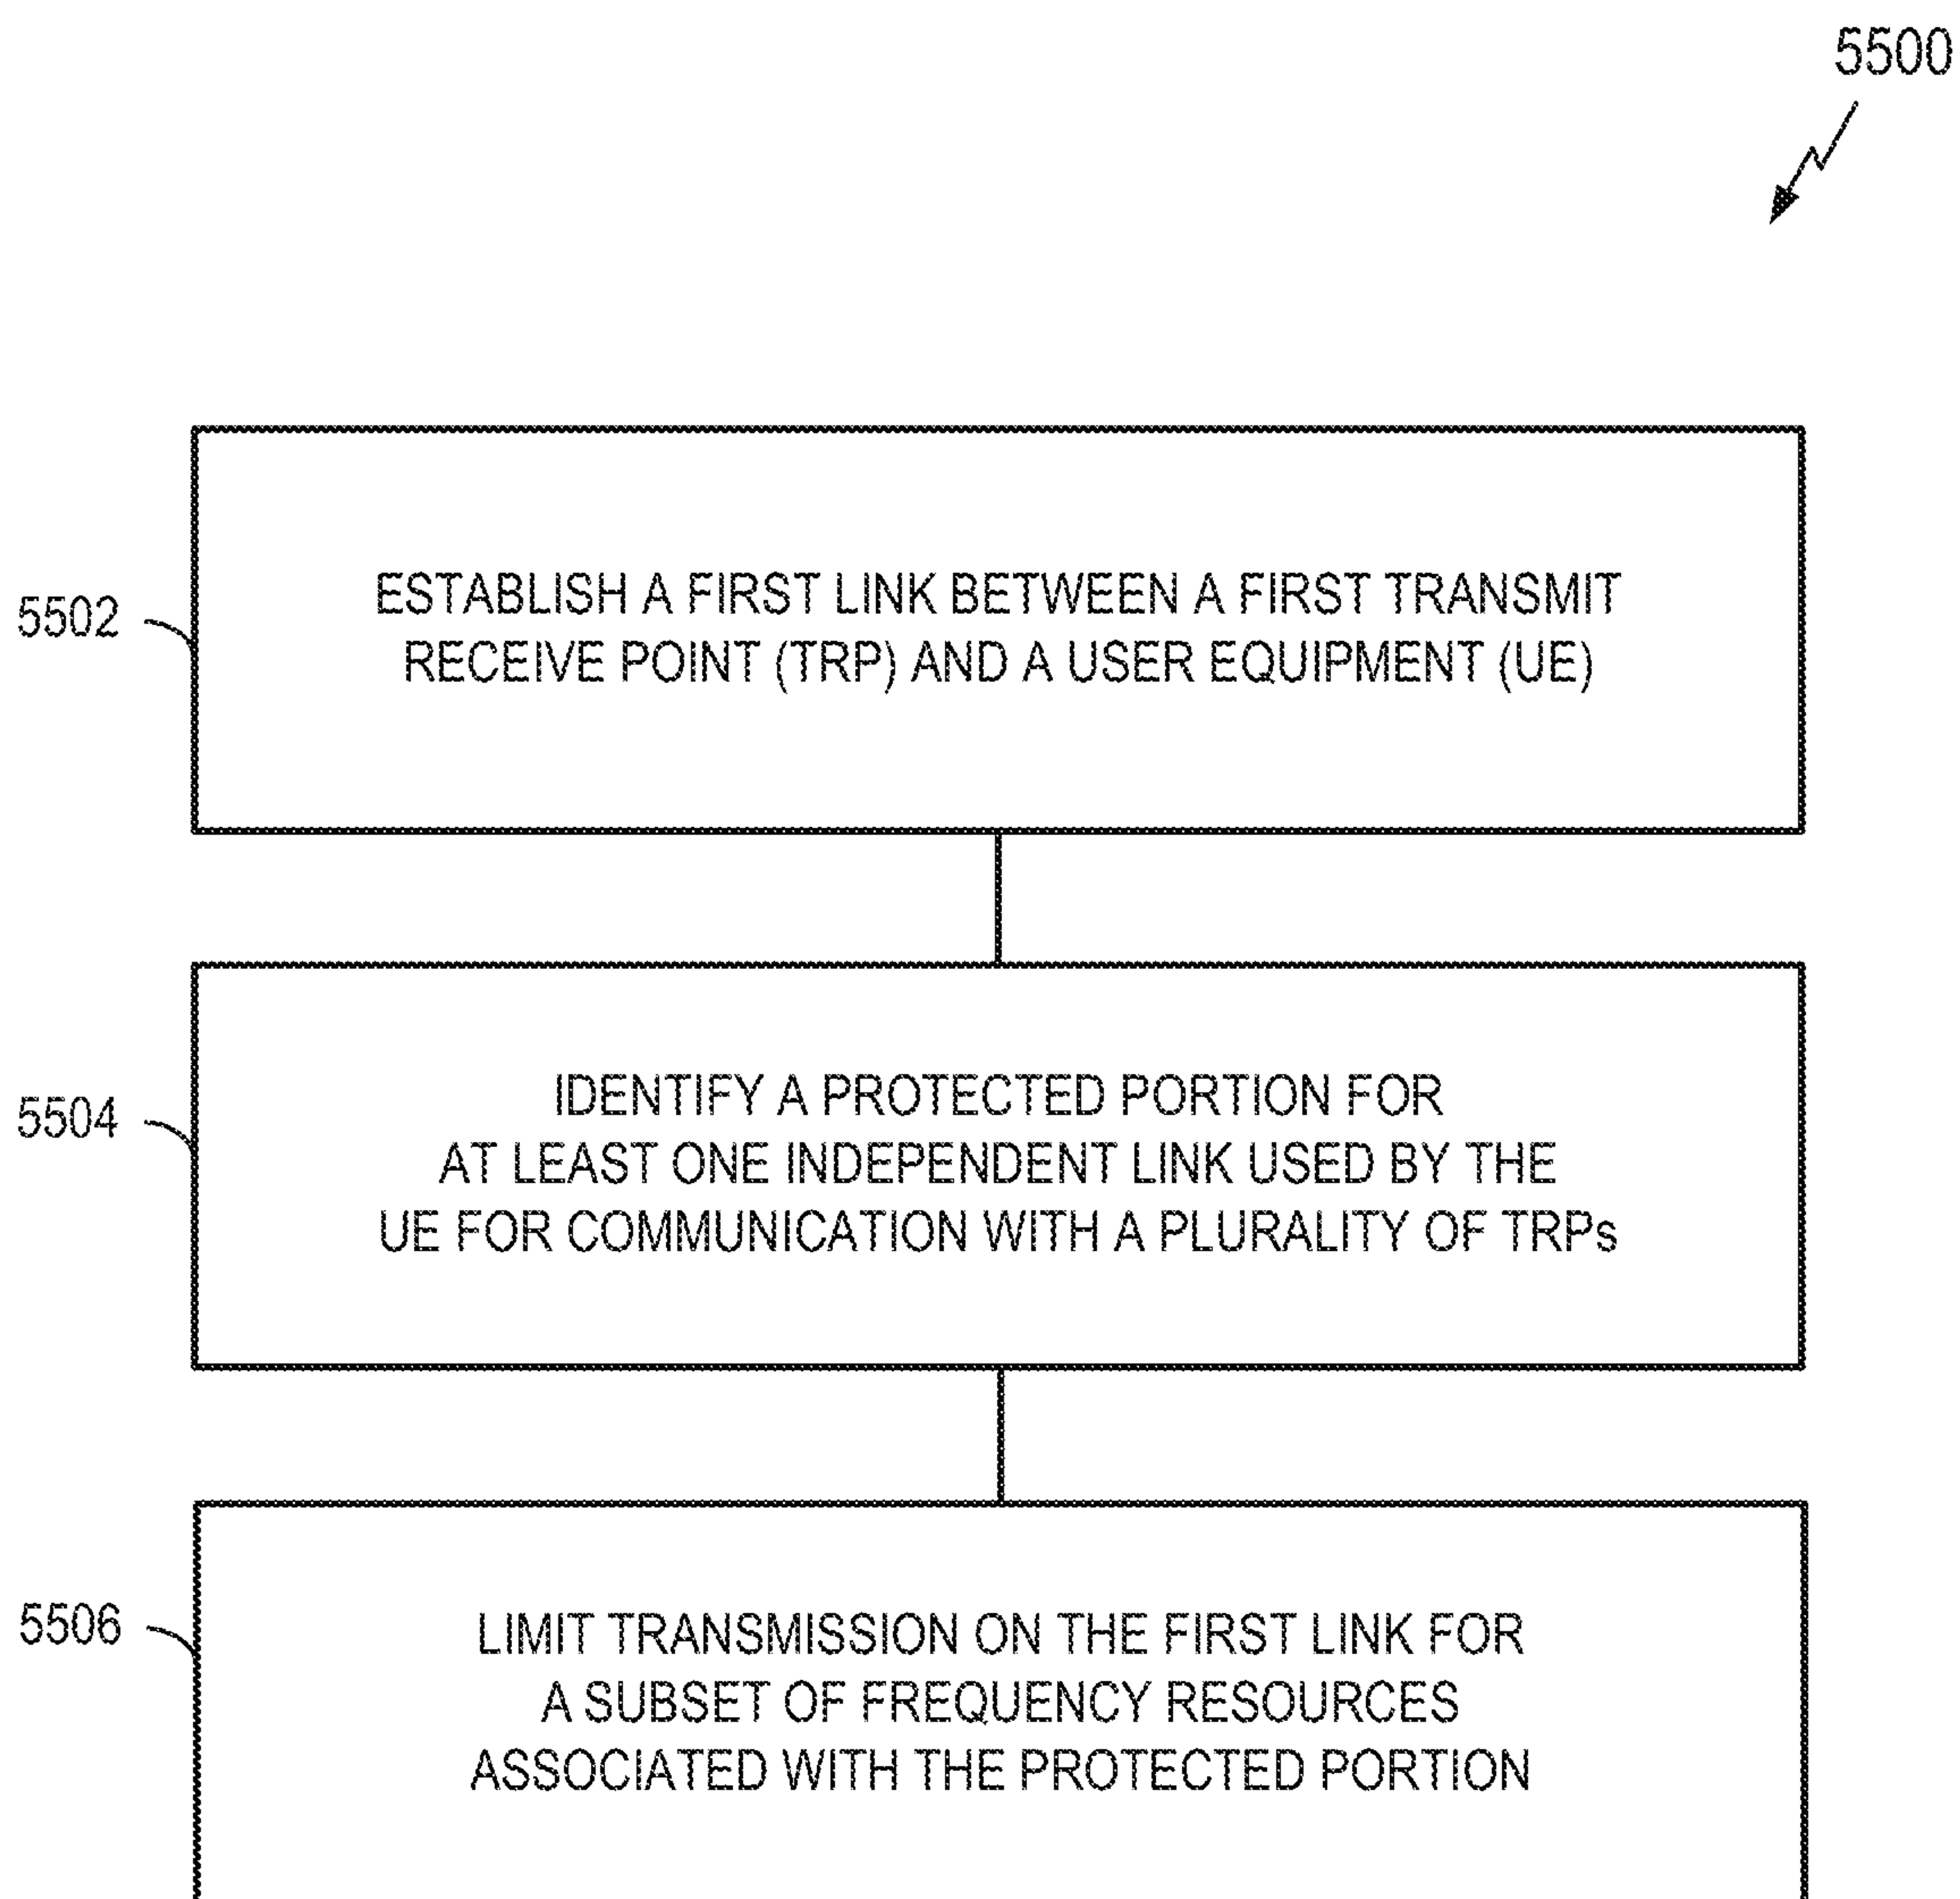 5500
5502
ESTABLISH A FIRST LINK BETWEEN A FIRST TRANSMIT
RECEIVE POINT (TRP) AND A USER EQUIPMENT (UE)
5504
IDENTIFY A PROTECTED PORTION FOR
AT LEAST ONE INDEPENDENT LINK USED BY THE
UE FOR COMMUNICATION WITH A PLURALITY OF TRPs
5506
LIMIT TRANSMISSION ON THE FIRST LINK FOR
A SUBSET OF FREQUENCY RESOURCES
ASSOCIATED WITH THE PROTECTED PORTION